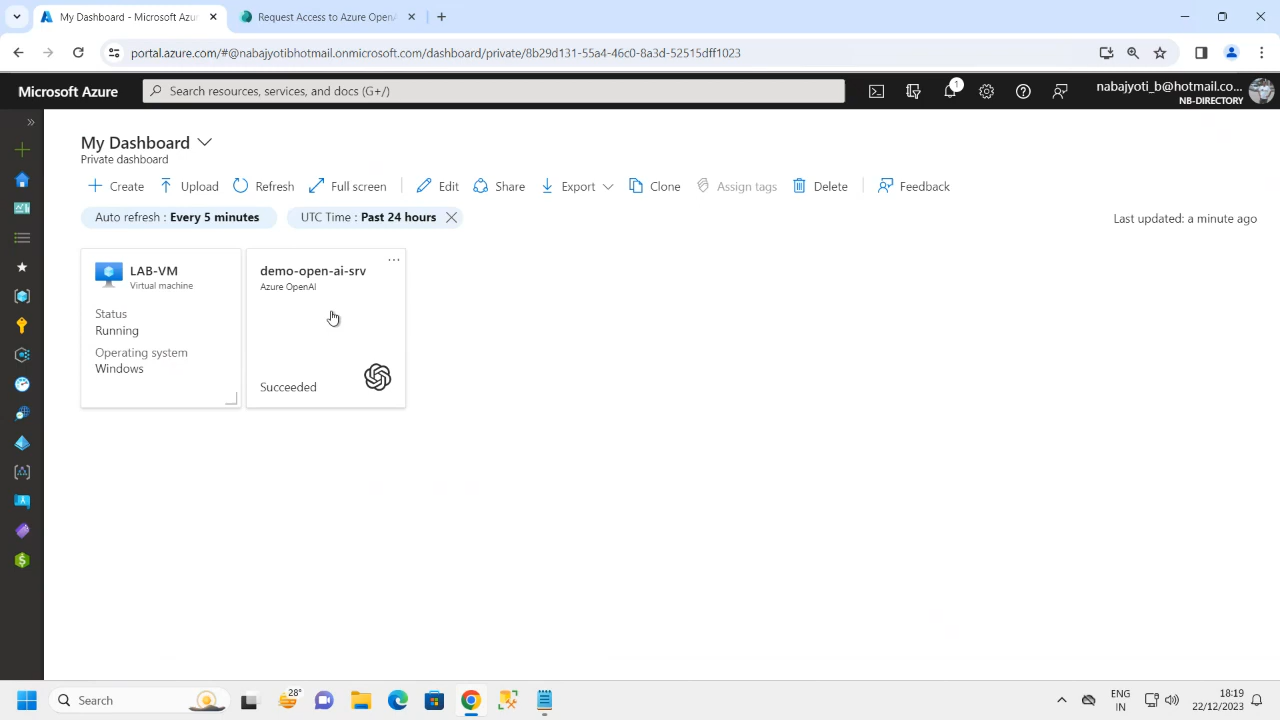 My Dashboard - Microsoft Azu
Request Access to Azure OpenA
portal.azure.com/#@nabajyotibhotmail.onmicrosoft.com/dashboard/private/8b29d131-55a4-46c0-8a3d-52515dff1023
Microsoft Azure
Search resources, services, and docs (G+/)
1
nabajyoti_b@hotmail.co...
NB-DIRECTORY
My Dashboard
Private dashboard
Create
Upload
Refresh
Full screen
Edit
Share
Export
Clone
Assign tags
Delete
Feedback
Auto refresh : Every 5 minutes
UTC Time : Past 24 hours
Last updated: a minute ago
LAB-VM
Virtual machine
Status
Running
Operating system
Windows
demo-open-ai-srv
Azure OpenAI
Succeeded
Search
28°
ENG
IN
18:19
22/12/2023